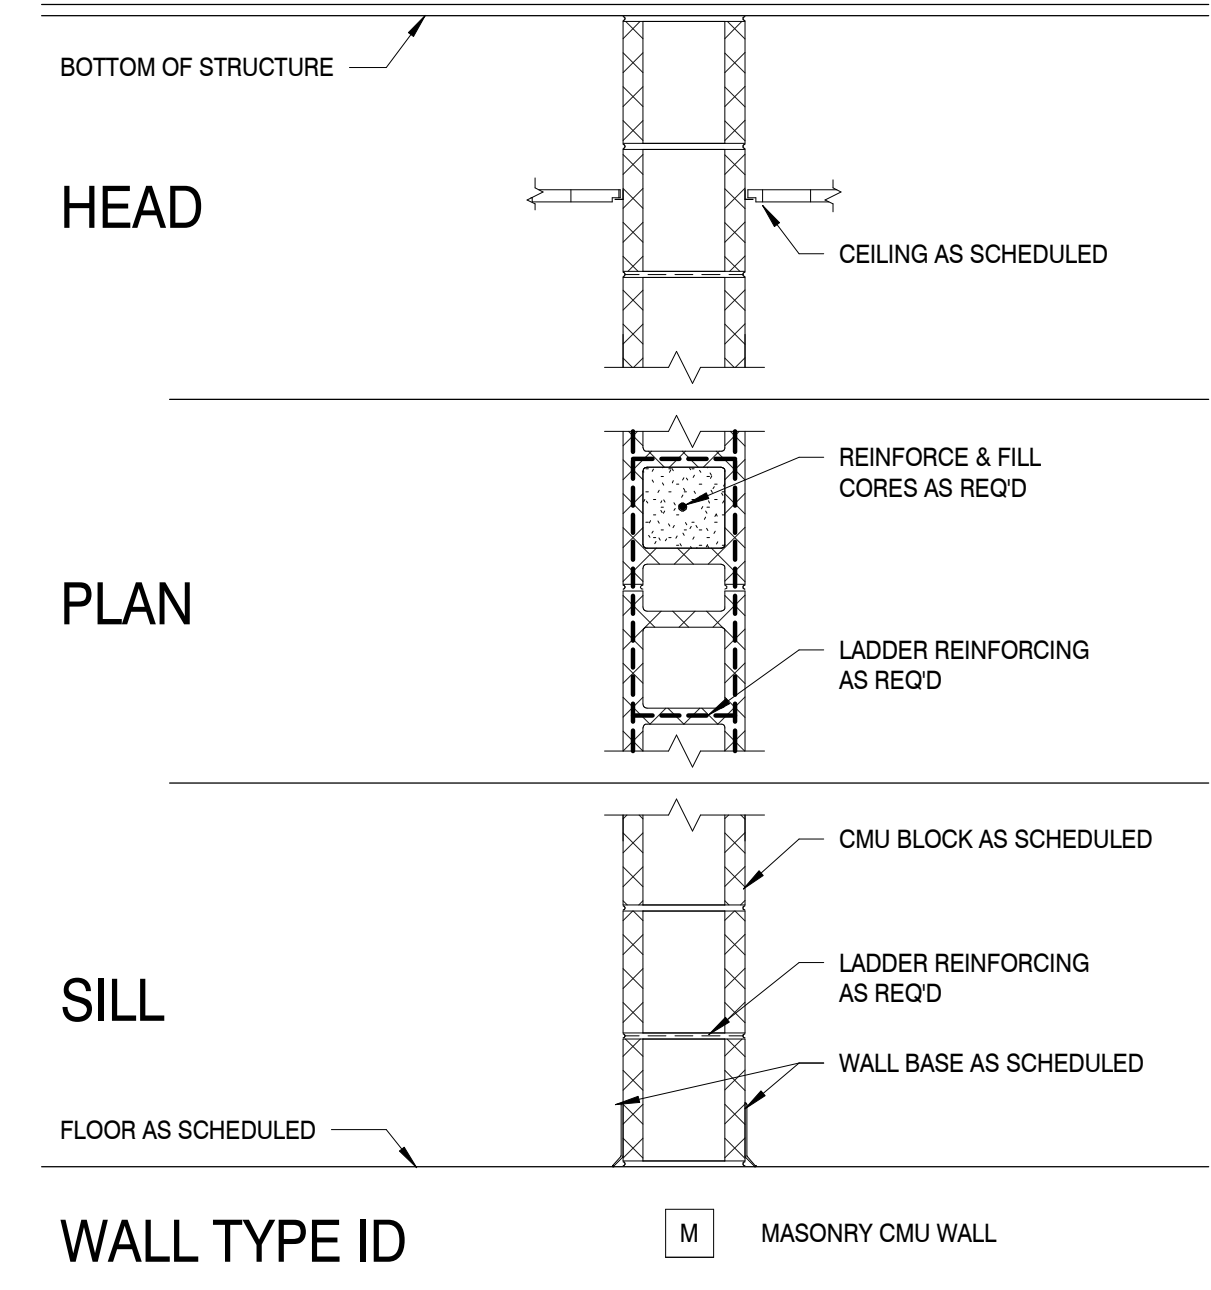 BOTTOM OF STRUCTURE
HEAD
CEILING AS SCHEDULED
REINFORCE & FILL
CORES AS REQ'D
PLAN
LADDER REINFORCING
AS REQ'D
CMU BLOCK AS SCHEDULED
LADDER REINFORCING
AS REQ'D
SILL
WALL BASE AS SCHEDULED
FLOOR AS SCHEDULED
WALL TYPE ID
M
MASONRY CMU WALL